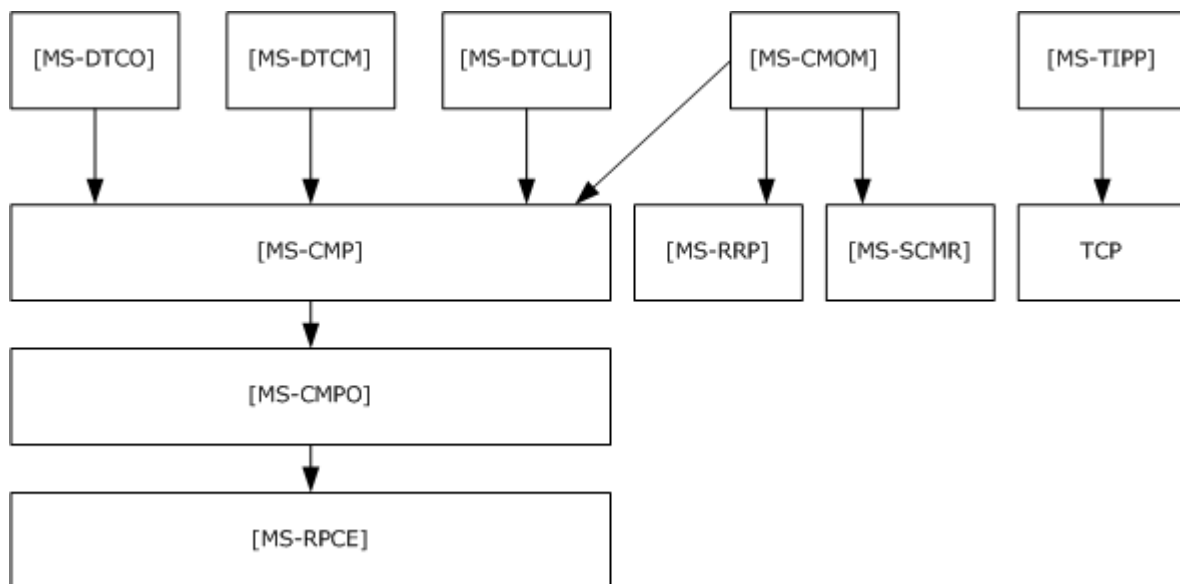 [MS-DTCO]
[MS-DTCM]
[MS-DTCLU]
[MS-CMOM]
[MS-TIPP]
[MS-CMP]
[MS-RRP]
[MS-SCMR]
TCP
[MS-CMPO]
[MS-RPCE]